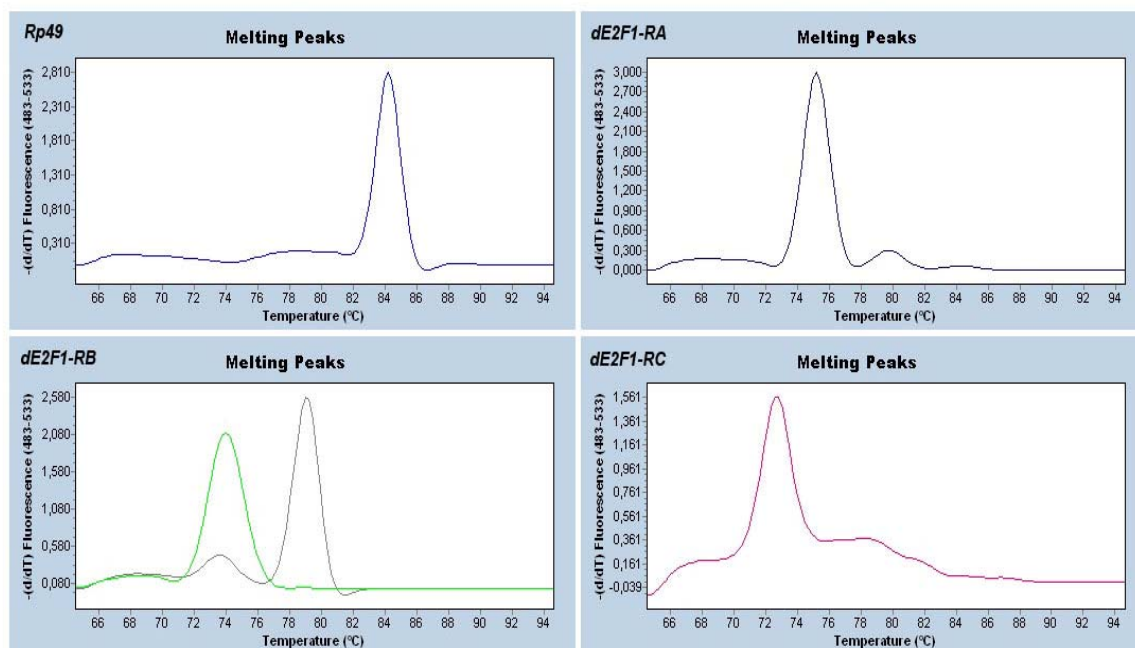 Rp49
Melting Peaks
-(d/dT) Fluorescence (483-533)
2,810
2,310
1,810
1,310
0,810
0,310
66 68 70 72 74 76 78 80 82 84 86 88 90 92 94
Temperature (°C)
dE2F1-RA
Melting Peaks
-(d/dT) Fluorescence (483-533)
3,000
2,700
2,400
2,100
1,800
1,500
1,200
0,900
0,600
0,300
0,000
66 68 70 72 74 76 78 80 82 84 86 88 90 92 94
Temperature (°C)
dE2F1-RB
Melting Peaks
-(d/dT) Fluorescence (483-533)
2,580
2,080
1,580
1,080
0,580
0,080
66 68 70 72 74 76 78 80 82 84 86 88 90 92 94
Temperature (°C)
dE2F1-RC
Melting Peaks
-(d/dT) Fluorescence (483-533)
1,561
1,361
1,161
0,961
0,761
0,561
0,361
0,161
-0,039
66 68 70 72 74 76 78 80 82 84 86 88 90 92 94
Temperature (°C)